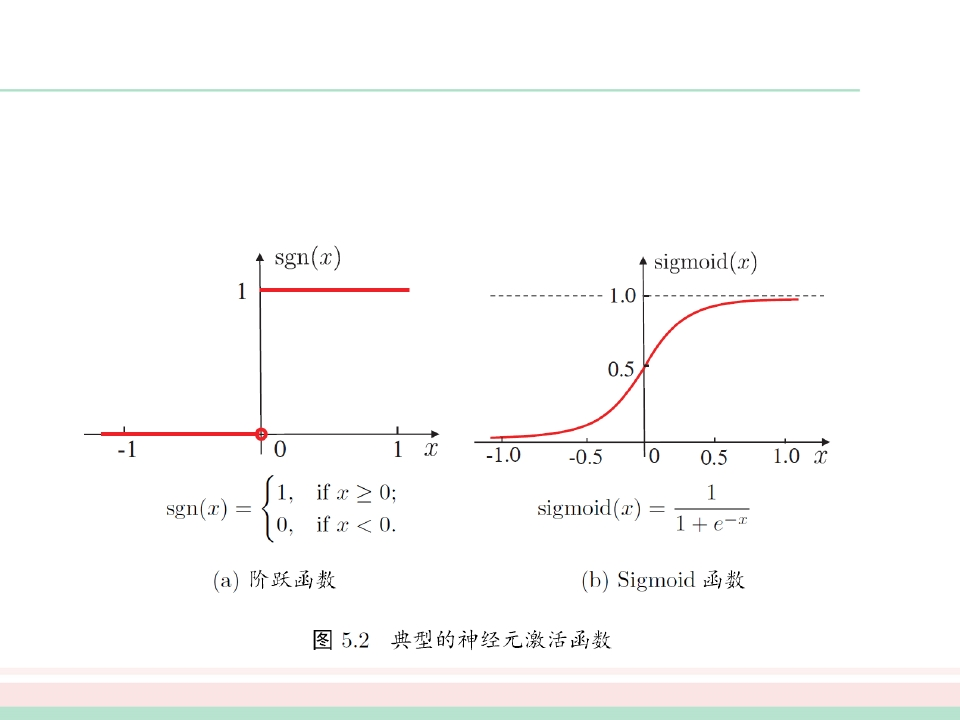 sgn(x)
1
-1 0 1 x
sgn(x) = {1, if x ≥ 0;
0, if x < 0.
(a) 阶跃函数
sigmoid(x)
1.0
0.5
-1.0 -0.5 0 0.5 1.0 x
sigmoid(x) = 1 / (1 + e^{-x})
(b) Sigmoid 函数
图 5.2 典型的神经元激活函数